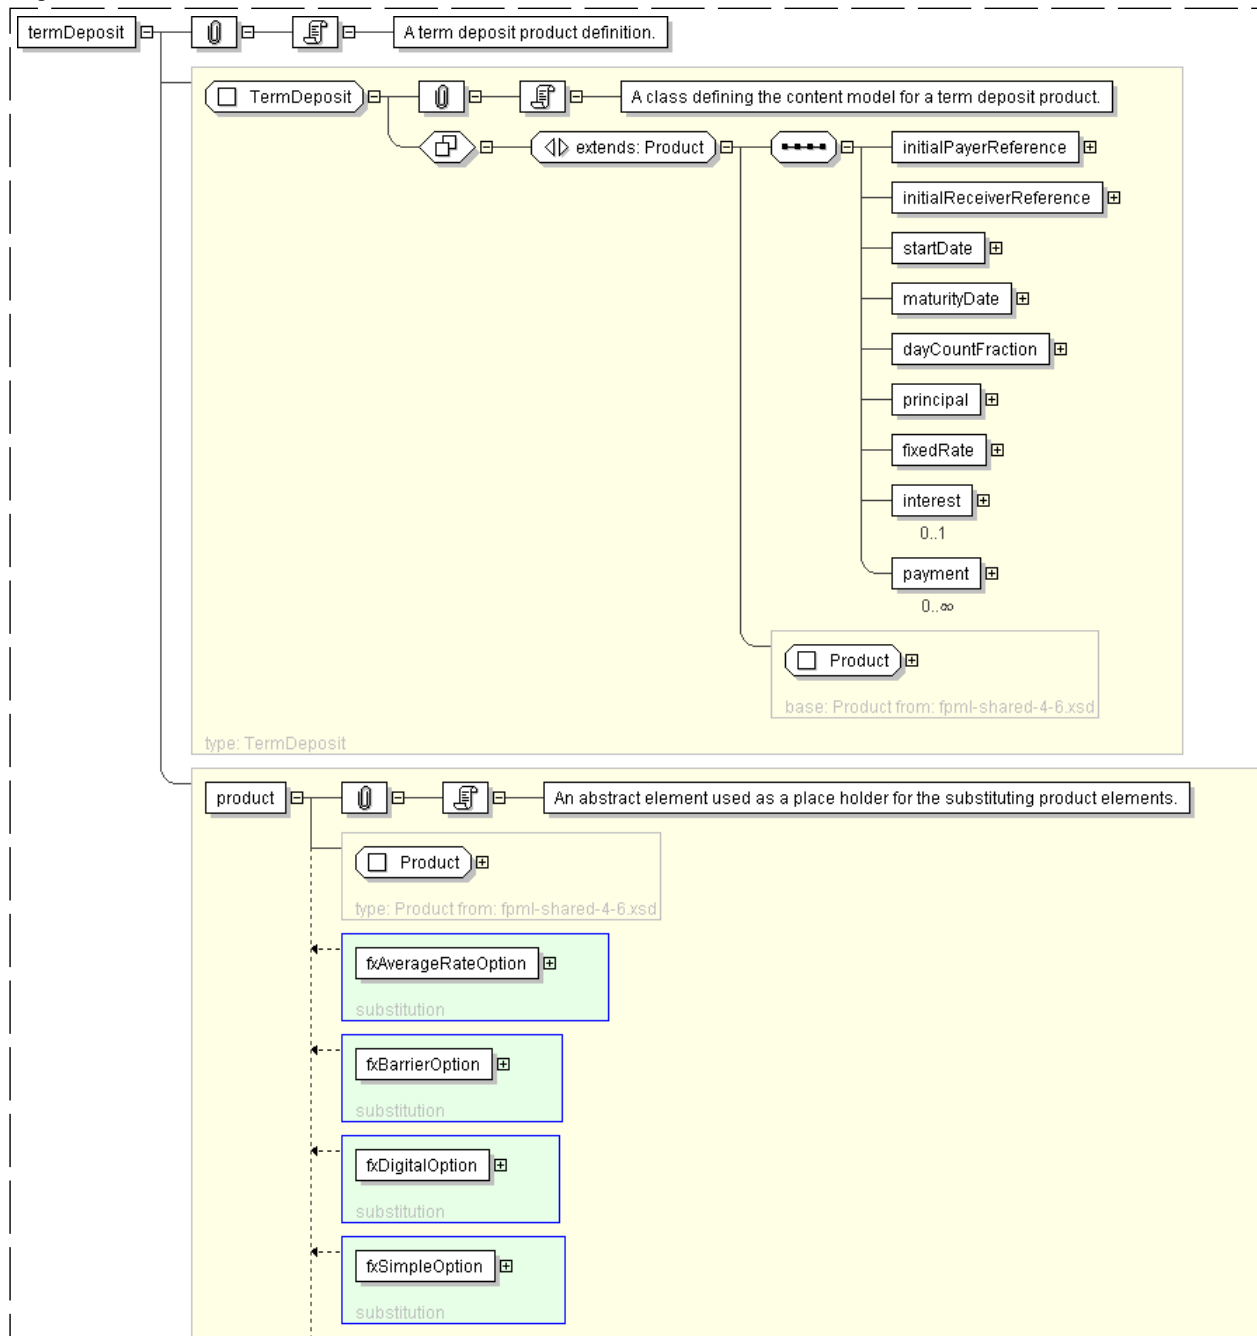 termDeposit
A term deposit product definition.
TermDeposit
A class defining the content model for a term deposit product.
extends: Product
initialPayerReference
initialReceiverReference
startDate
maturityDate
dayCountFraction
principal
fixedRate
interest
0..1
payment
0..∞
Product
base: Product from: fpml-shared-4-6.xsd
type: TermDeposit
product
An abstract element used as a place holder for the substituting product elements.
Product
type: Product from: fpml-shared-4-6.xsd
fxAverageRateOption
substitution
fxBarrierOption
substitution
fxDigitalOption
substitution
fxSimpleOption
substitution